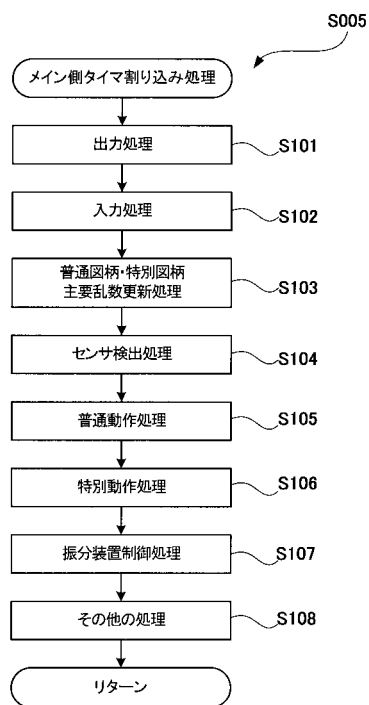 S005
メイン側タイマ割り込み処理
出力処理
S101
入力処理
S102
普通図柄・特別図柄
主要乱数更新処理
S103
センサ検出処理
S104
普通動作処理
S105
特別動作処理
S106
振分装置制御処理
S107
その他の処理
S108
リターン